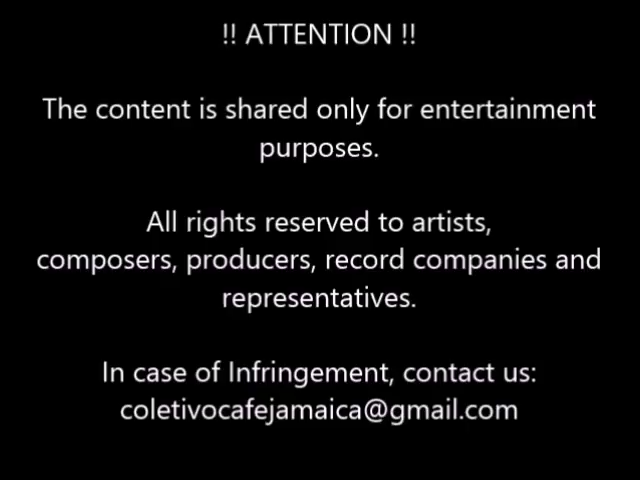 !! ATTENTION !!
The content is shared only for entertainment
purposes.
All rights reserved to artists,
composers, producers, record companies and
representatives.
In case of Infringement, contact us:
coletivocafejamaica@gmail.com